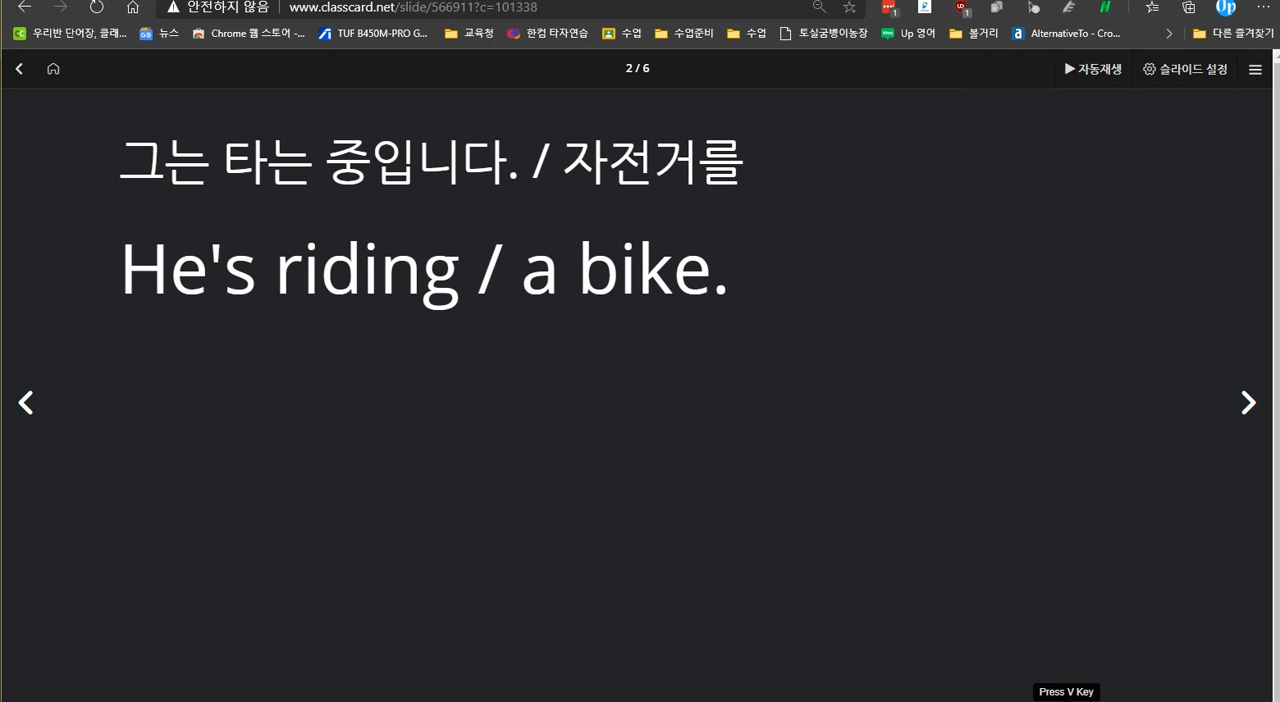 안전하지 않음 www.classcard.net/slide/566911?c=101338
우리반 단어장, 클래... 뉴스 Chrome 웹 스토어 -... TUF B450M-PRO G... 교육청 한컴 타자연습 수업 수업준비 수업 토실굼벵이농장 Up 영어 볼거리 AlternativeTo - Cro... 다른 즐겨찾기
2 / 6 ▶ 자동재생 슬라이드 설정
그는 타는 중입니다. / 자전거를
He's riding / a bike.
Press V Key